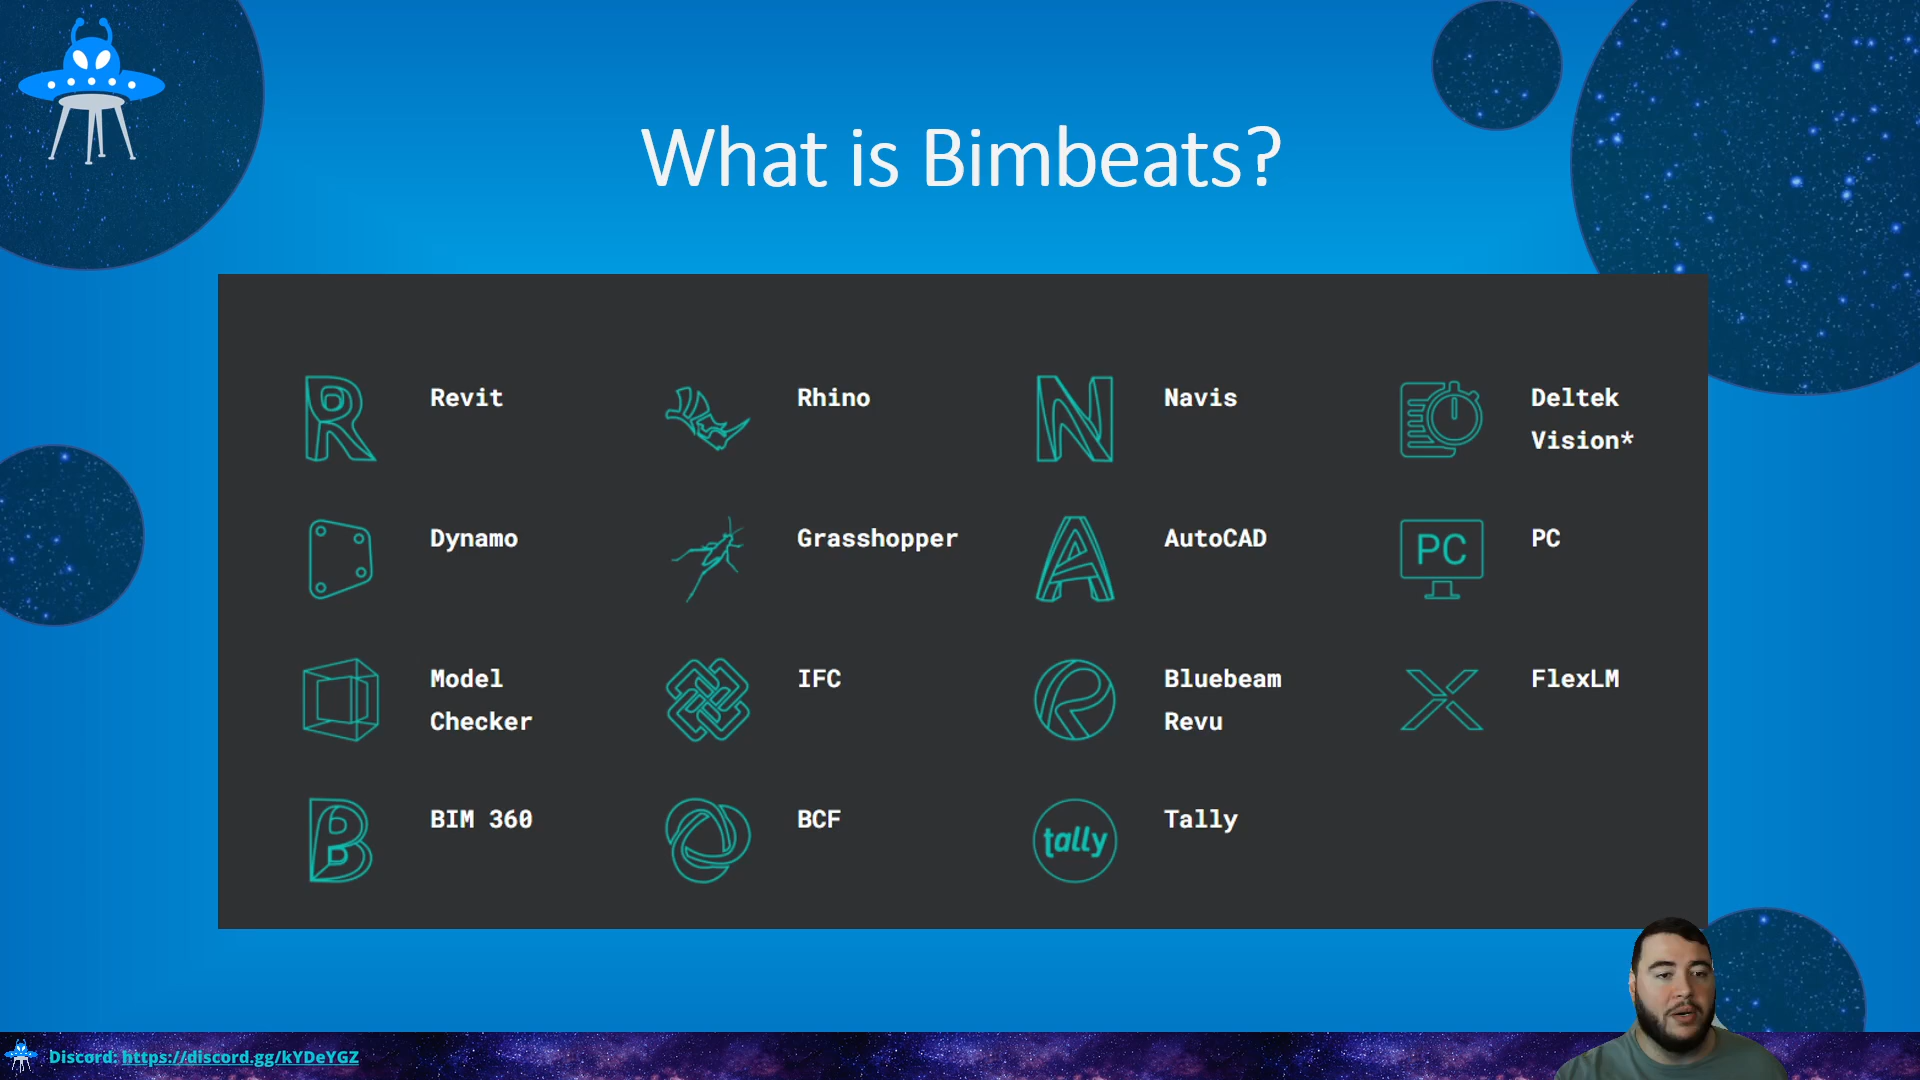 What is Bimbeats?
Revit
Rhino
Navis
Deltek
Vision*
Dynamo
Grasshopper
AutoCAD
PC
PC
Model
Checker
IFC
Bluebeam
Revu
FlexLM
BIM 360
BCF
tally
Tally
Discord: https://discord.gg/kYDeYGZ